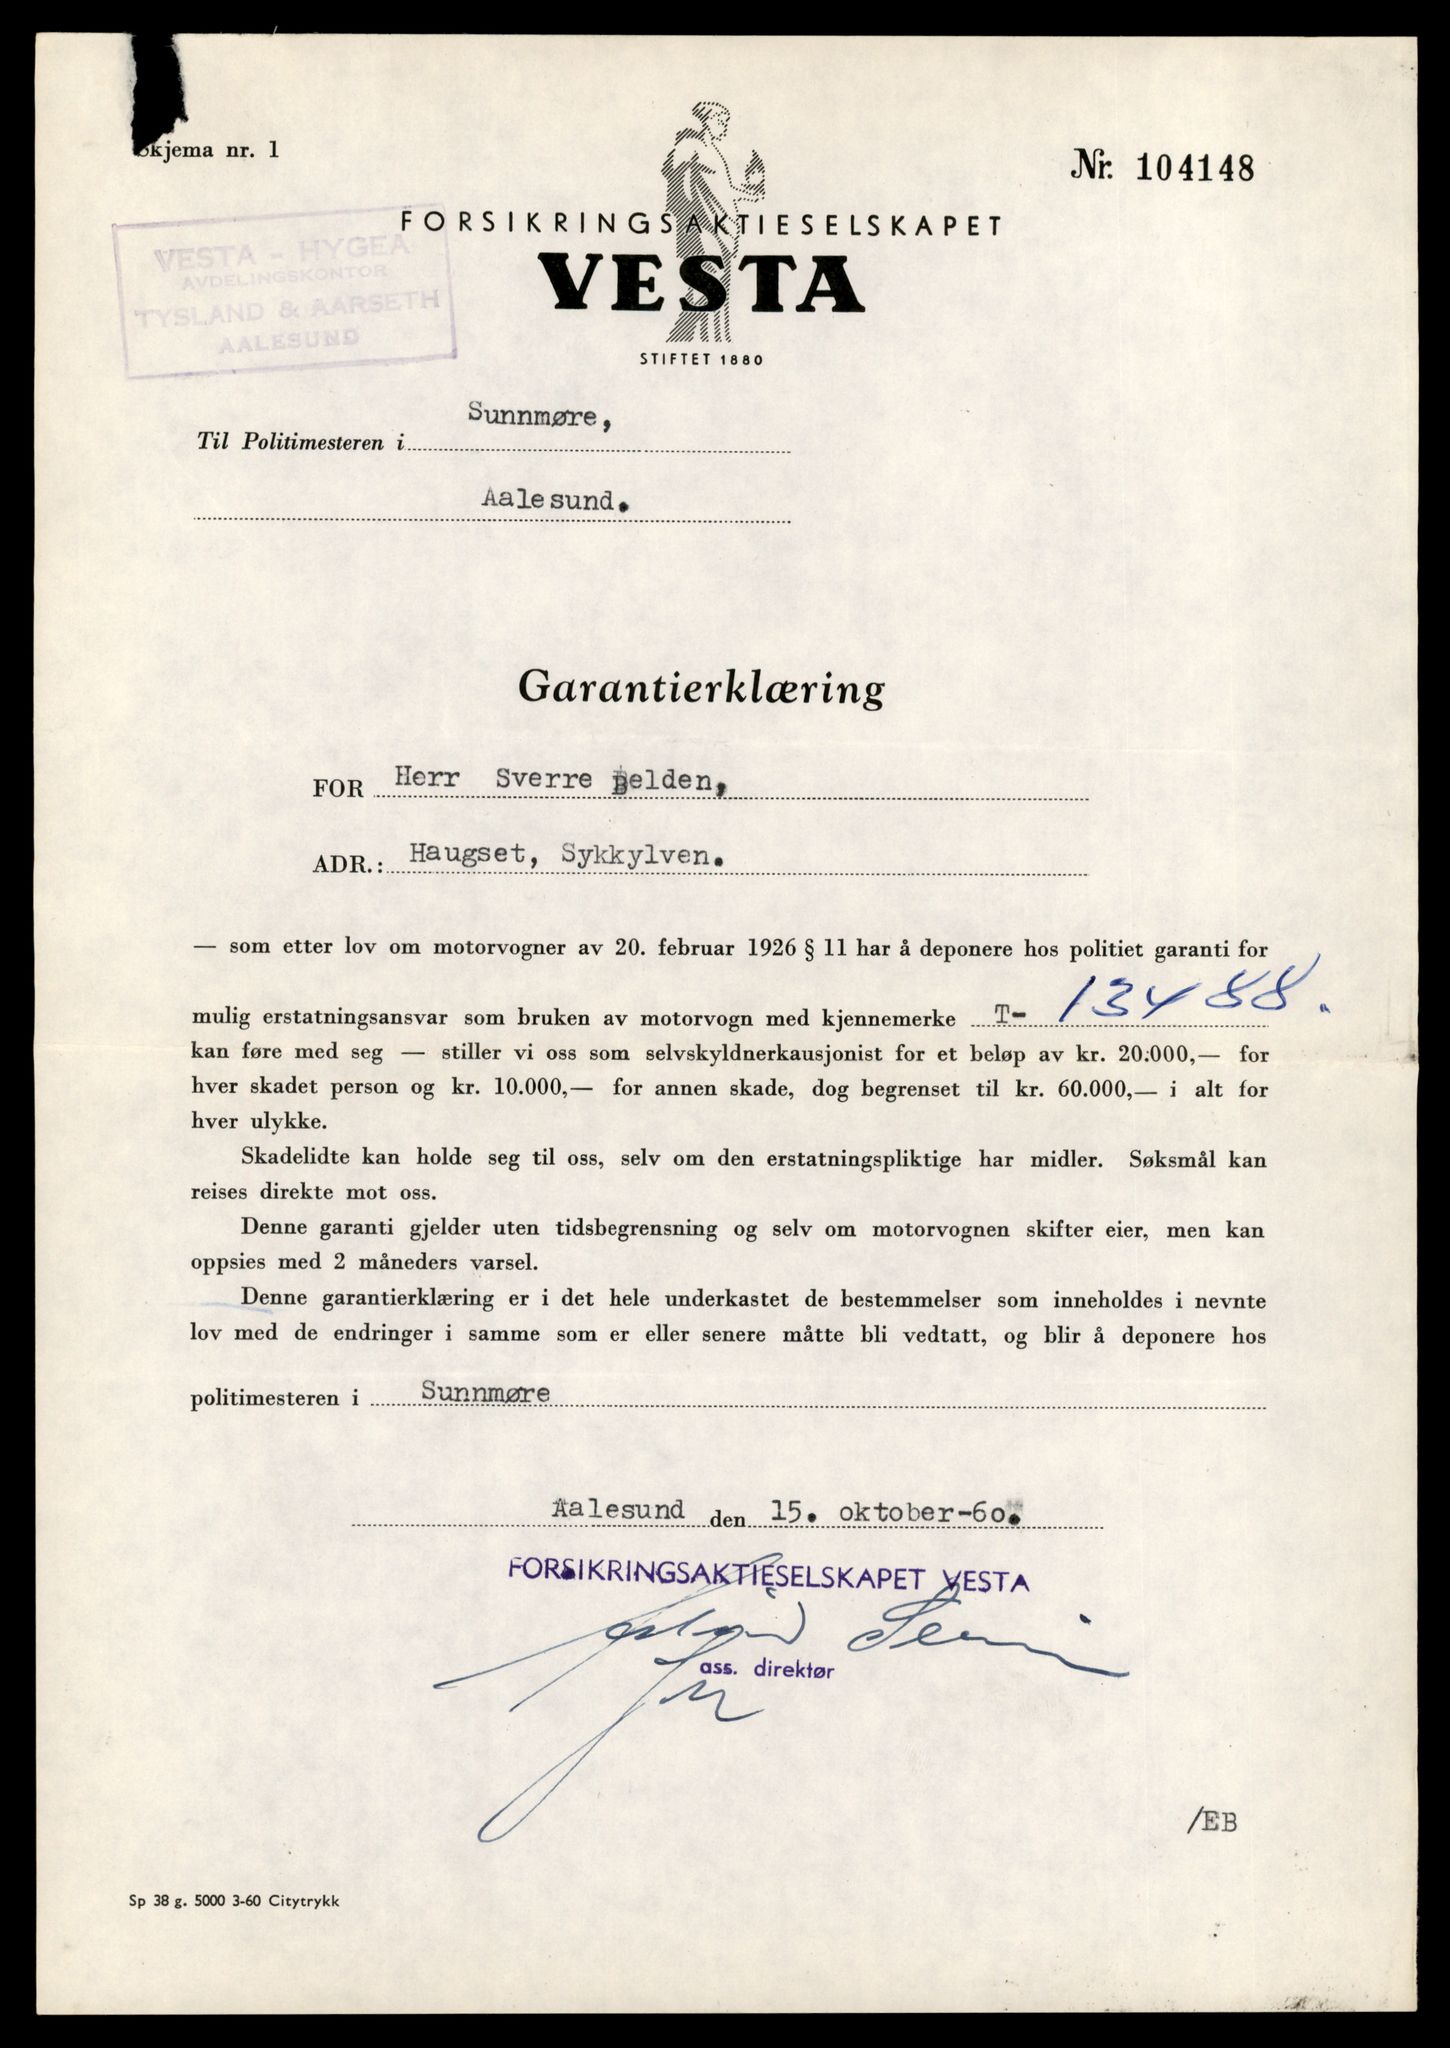 Skjema nr. 1
Nr. 104148
VESTA - HYGEA
AVDELINGSKONTOR
TYSLAND & AARSETH
AALESUND
FORSIKRINGSAKTIESELSKAPET
VESTA
STIFTET 1880
Til Politimesteren i Sunnmøre,
Aalesund.
Garantierklæring
FOR Herr Sverre Belden,
ADR.: Haugset, Sykkylven.
— som etter lov om motorvogner av 20. februar 1926 § 11 har å deponere hos politiet garanti for
mulig erstatningsansvar som bruken av motorvogn med kjennemerke T- 13488.
kan føre med seg — stiller vi oss som selvskyldnerkausjonist for et beløp av kr. 20.000,— for
hver skadet person og kr. 10.000,— for annen skade, dog begrenset til kr. 60.000,— i alt for
hver ulykke.
Skadelidte kan holde seg til oss, selv om den erstatningspliktige har midler. Søksmål kan
reises direkte mot oss.
Denne garanti gjelder uten tidsbegrensning og selv om motorvognen skifter eier, men kan
oppsies med 2 måneders varsel.
Denne garantierklæring er i det hele underkastet de bestemmelser som inneholdes i nevnte
lov med de endringer i samme som er eller senere måtte bli vedtatt, og blir å deponere hos
politimesteren i Sunnmøre
Aalesund den 15. oktober-60.
FORSIKRINGSAKTIESELSKAPET VESTA
ass. direktør
/EB
Sp 38 g. 5000 3-60 Citytrykk